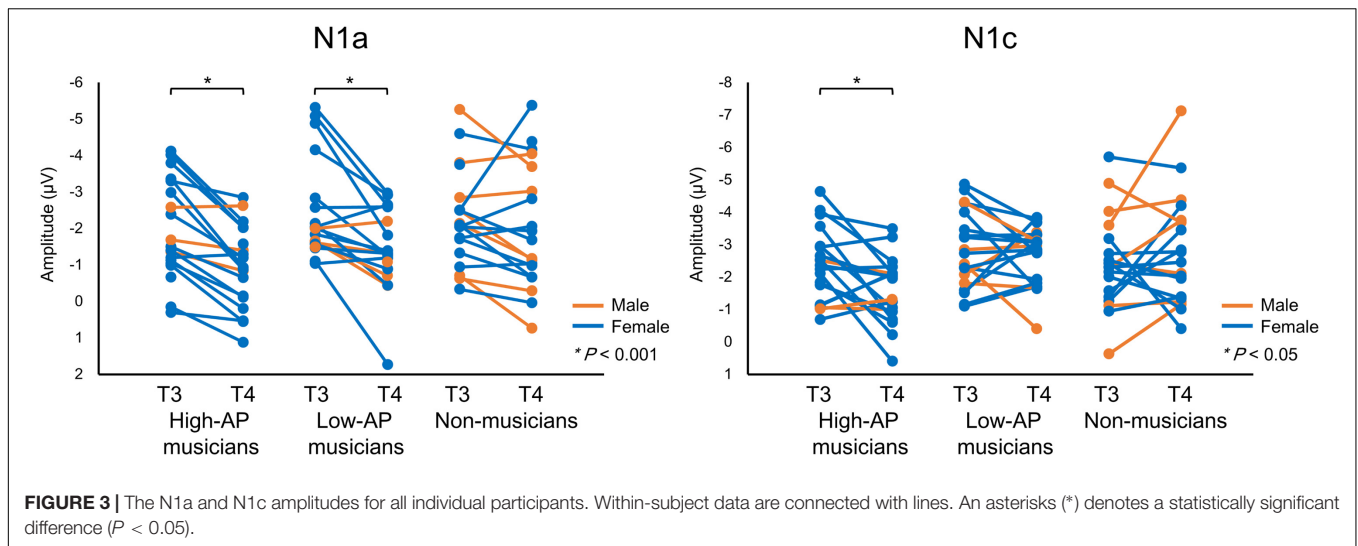 N1a
Amplitude (µV)
-6
-5
-4
-3
-2
-1
0
1
2
*
*
Male
Female
* P < 0.001
T3 T4 T3 T4 T3 T4
High-AP Low-AP Non-musicians
musicians musicians
N1c
Amplitude (µV)
-8
-7
-6
-5
-4
-3
-2
-1
0
1
*
Male
Female
* P < 0.05
T3 T4 T3 T4 T3 T4
High-AP Low-AP Non-musicians
musicians musicians
FIGURE 3 | The N1a and N1c amplitudes for all individual participants. Within-subject data are connected with lines. An asterisks (*) denotes a statistically significant
difference (P < 0.05).